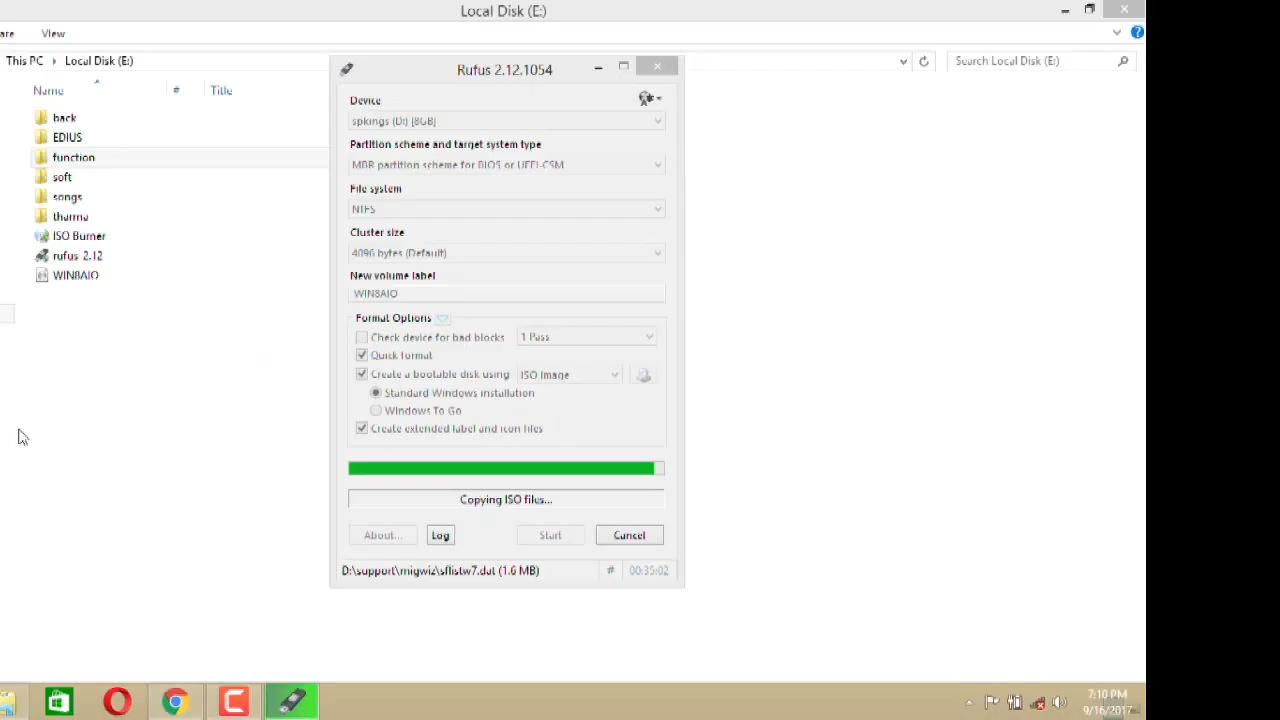 Local Disk (E:)
are View
This PC Local Disk (E:)
Search Local Disk (E:)
Name # Title
back
EDIUS
function
soft
songs
tharma
ISO Burner
rufus-2.12
WIN8AIO
Rufus 2.12.1054
Device
spkings (D:) [8GB]
Partition scheme and target system type
MBR partition scheme for BIOS or UEFI-CSM
File system
NTFS
Cluster size
4096 bytes (Default)
New volume label
WIN8AIO
Format Options
Check device for bad blocks 1 Pass
Quick format
Create a bootable disk using ISO Image
Standard Windows installation
Windows To Go
Create extended label and icon files
Copying ISO files...
About... Log Start Cancel
D:\support\migwiz\sflistw7.dat (1.6 MB) # 00:35:02
7:10 PM
9/16/2017